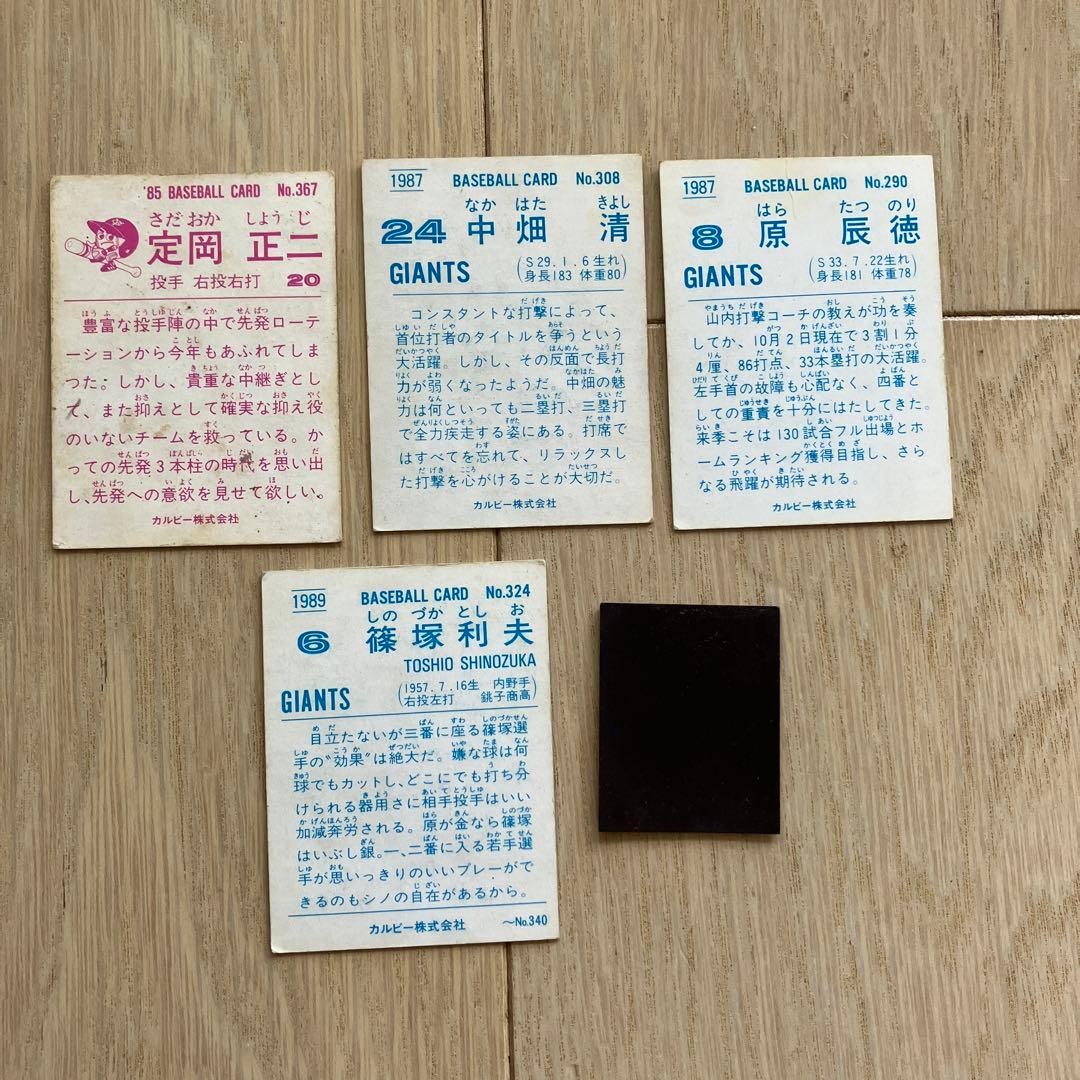 '85 BASEBALL CARD No.367
さだ おか しょう じ
定岡 正二
投手 右投右打 20
豊富な投手陣の中で先発ローテ
ーションから今年もあふれてしま
った。しかし、貴重な中継ぎとし
て、また抑えとして確実な抑え役
のいないチームを救っている。か
つての先発3本柱の時代を思い出
し、先発への意欲を見せて欲しい。
カルビー株式会社
1987 BASEBALL CARD No.308
なか はた きよし
24 中畑 清
GIANTS (S29.1.6生れ
身長183 体重80)
コンスタントな打撃によって、
首位打者のタイトルを争うという
大活躍。しかし、その反面で長打
力が弱くなったようだ。中畑の魅
力は何といっても二塁打、三塁打
で全力疾走する姿にある。打席で
はすべてを忘れて、リラックスし
た打撃を心がけることが大切だ。
カルビー株式会社
1987 BASEBALL CARD No.290
はら たつ のり
8 原 辰徳
GIANTS (S33.7.22生れ
身長181 体重78)
山内打撃コーチの教えが功を奏
してか、10月2日現在で3割1分
4厘、86打点、33本塁打の大活躍。
左手首の故障も心配なく、四番と
しての重責を十分にはたしてきた。
来季こそは130試合フル出場とホ
ームランキング獲得目指し、さら
なる飛躍が期待される。
カルビー株式会社
1989 BASEBALL CARD No.324
しの づか とし お
6 篠塚利夫
TOSHIO SHINOZUKA
GIANTS (1957.7.16生 内野手
右投左打 銚子商高)
目立たないが三番に座る篠塚選
手の"効果"は絶大だ。嫌な球は何
球でもカットし、どこにでも打ち分
けられる器用さに相手投手はいい
加減奔労される。原が金なら篠塚
はいぶし銀。一、二番に入る若手選
手が思いっきりのいいプレーがで
きるのもシノの自在があるから。
カルビー株式会社 〜No.340